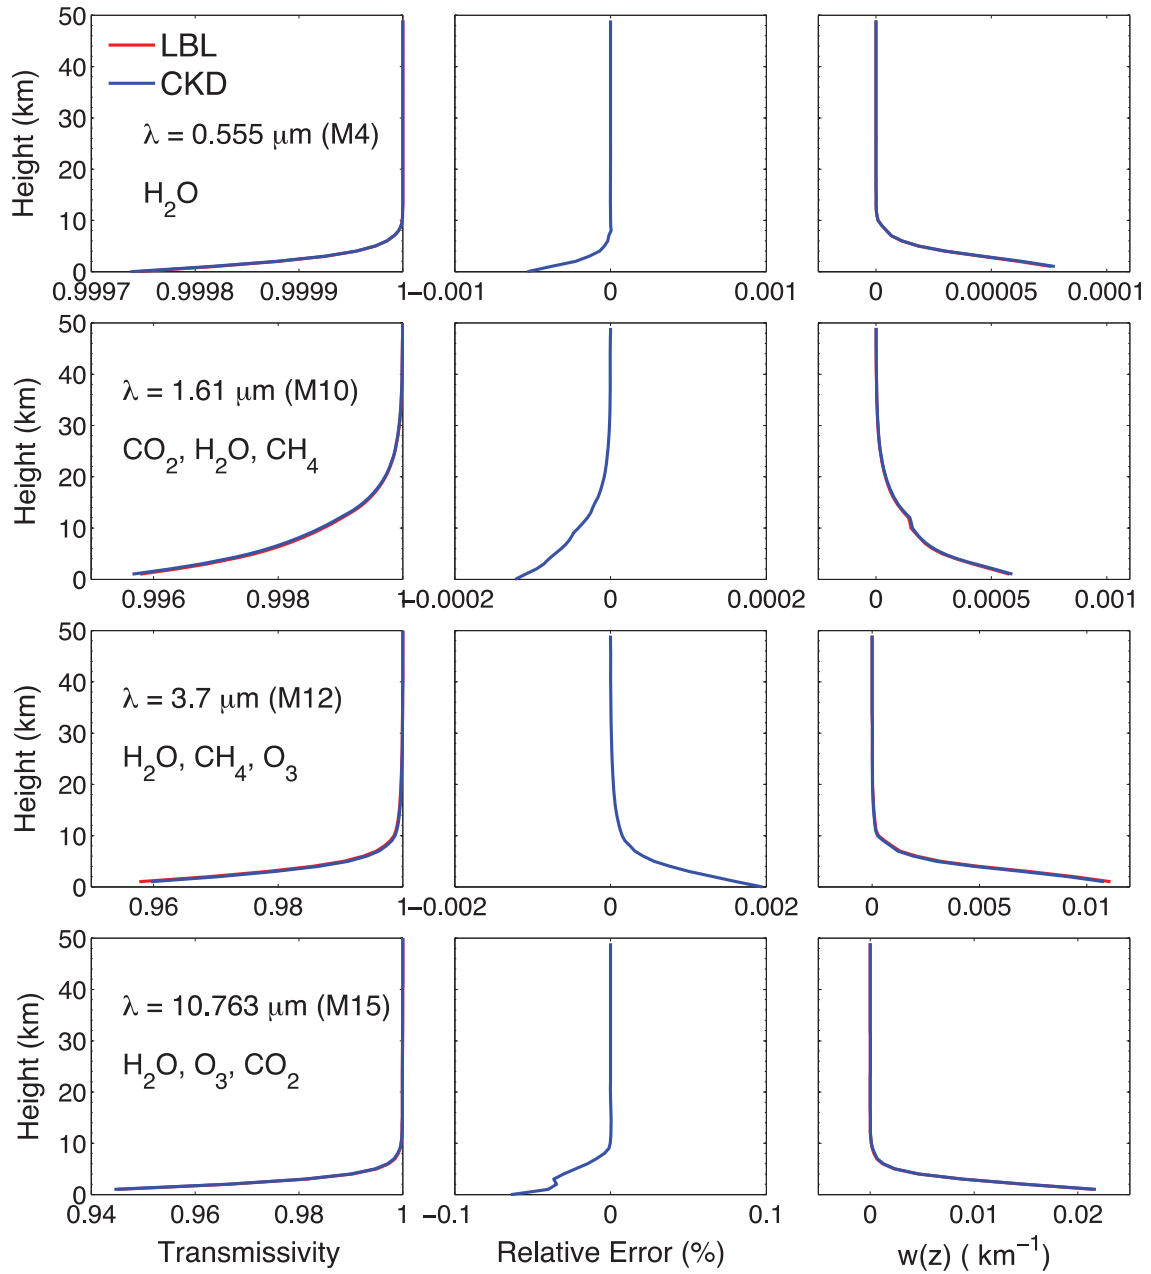 50
40
30
20
10
0
Height (km)
LBL
CKD
λ = 0.555 μm (M4)
H₂O
0.9997 0.9998 0.9999 1
−0.001 0 0.001
0 0.00005 0.0001
50
40
30
20
10
0
Height (km)
λ = 1.61 μm (M10)
CO₂, H₂O, CH₄
0.996 0.998 1
−0.0002 0 0.0002
0 0.0005 0.001
50
40
30
20
10
0
Height (km)
λ = 3.7 μm (M12)
H₂O, CH₄, O₃
0.96 0.98 1
−0.002 0 0.002
0 0.005 0.01
50
40
30
20
10
0
Height (km)
λ = 10.763 μm (M15)
H₂O, O₃, CO₂
0.94 0.96 0.98 1
−0.1 0 0.1
0 0.01 0.02
Transmissivity
Relative Error (%)
w(z) ( km⁻¹)